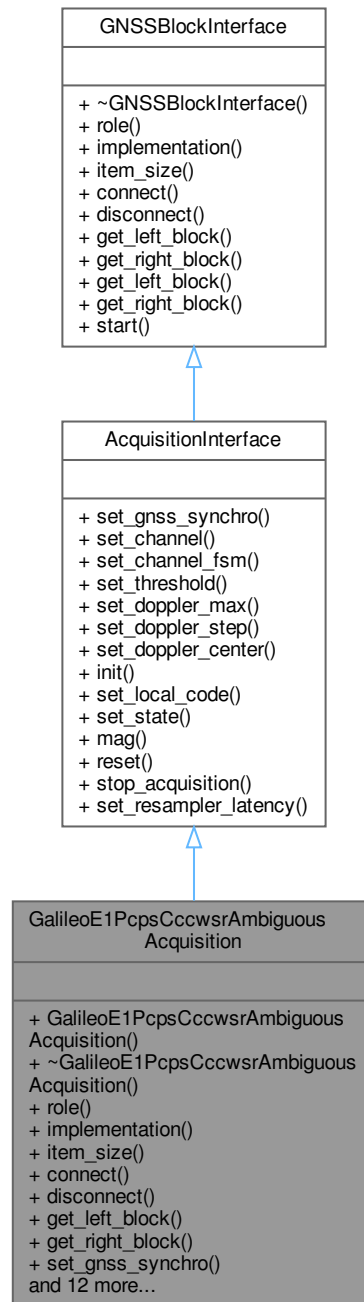 GNSSBlockInterface
+ ~GNSSBlockInterface()
+ role()
+ implementation()
+ item_size()
+ connect()
+ disconnect()
+ get_left_block()
+ get_right_block()
+ get_left_block()
+ get_right_block()
+ start()
AcquisitionInterface
+ set_gnss_synchro()
+ set_channel()
+ set_channel_fsm()
+ set_threshold()
+ set_doppler_max()
+ set_doppler_step()
+ set_doppler_center()
+ init()
+ set_local_code()
+ set_state()
+ mag()
+ reset()
+ stop_acquisition()
+ set_resampler_latency()
GalileoE1PcpsCccwsrAmbiguous
Acquisition
+ GalileoE1PcpsCccwsrAmbiguous
Acquisition()
+ ~GalileoE1PcpsCccwsrAmbiguous
Acquisition()
+ role()
+ implementation()
+ item_size()
+ connect()
+ disconnect()
+ get_left_block()
+ get_right_block()
+ set_gnss_synchro()
and 12 more...